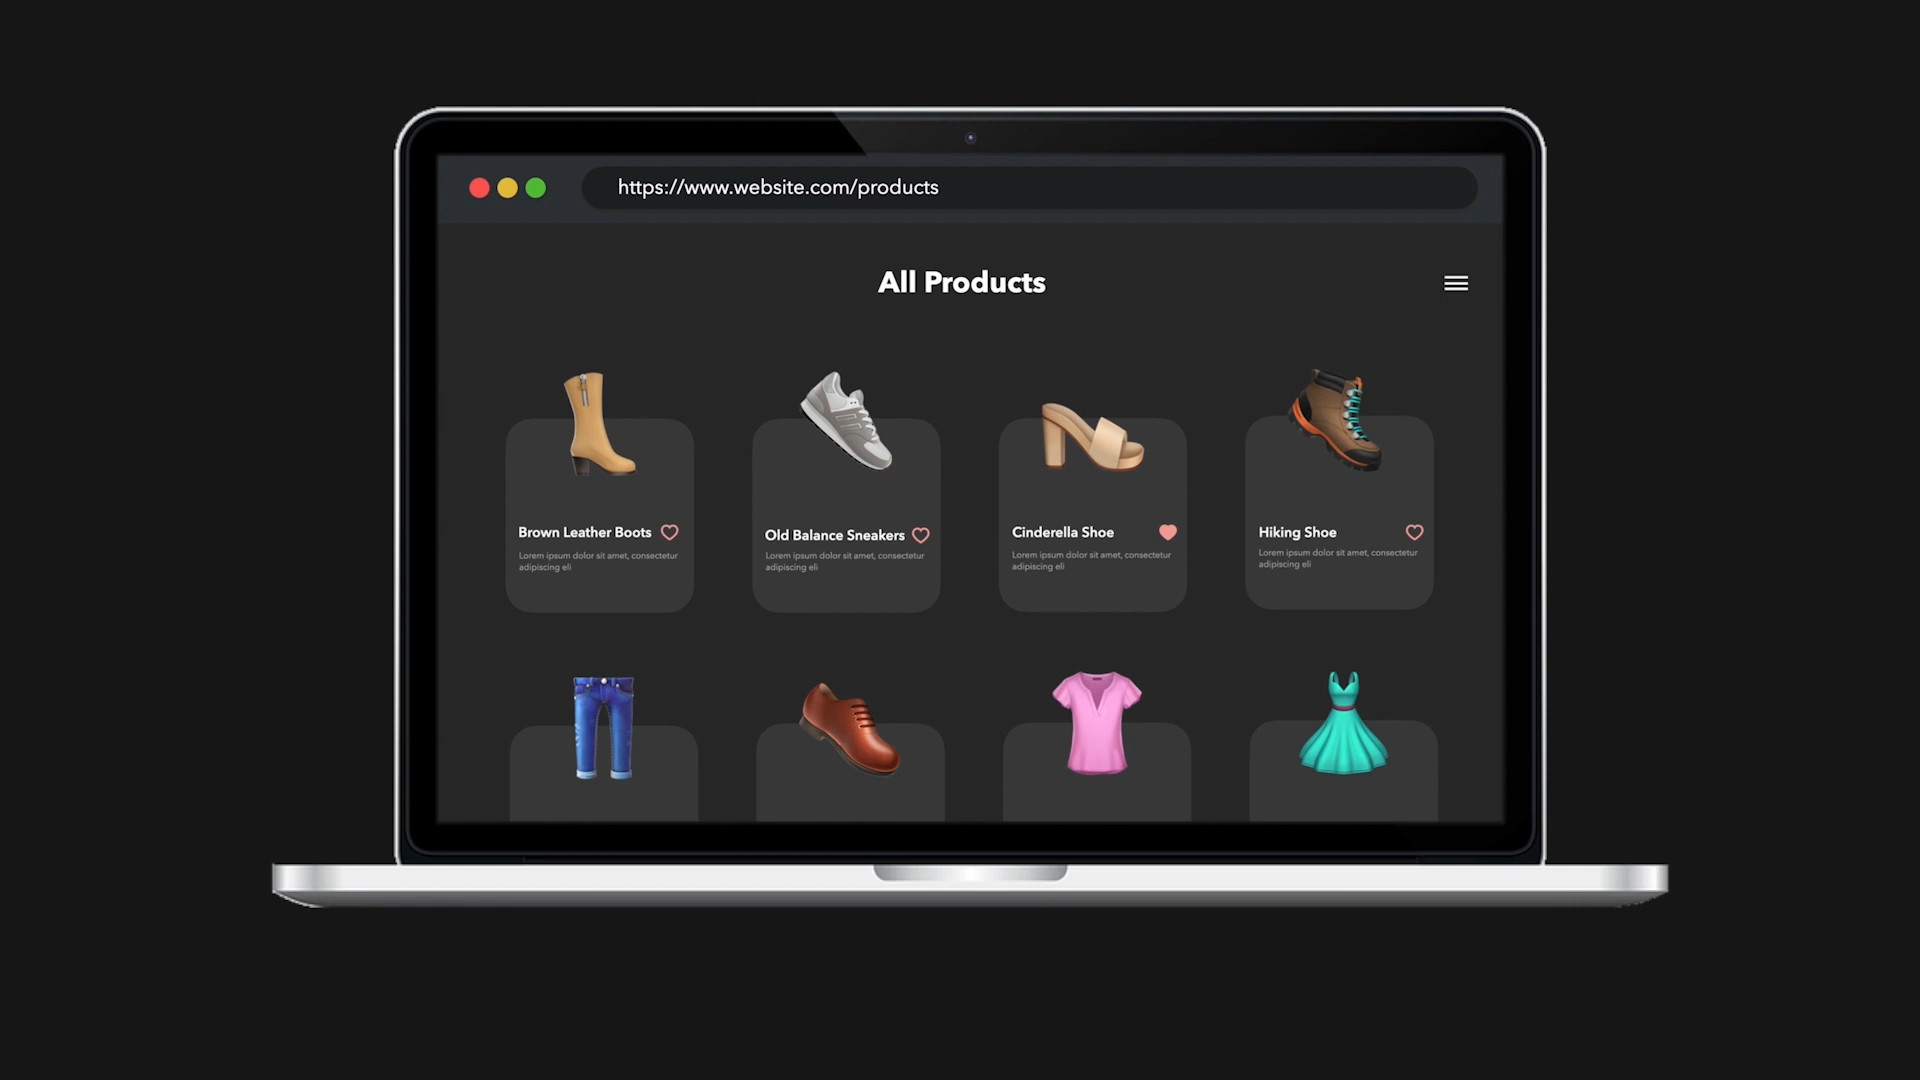 https://www.website.com/products
All Products
Brown Leather Boots
Lorem ipsum dolor sit amet, consectetur
adipiscing eli
Old Balance Sneakers
Lorem ipsum dolor sit amet, consectetur
adipiscing eli
Cinderella Shoe
Lorem ipsum dolor sit amet, consectetur
adipiscing eli
Hiking Shoe
Lorem ipsum dolor sit amet, consectetur
adipiscing eli